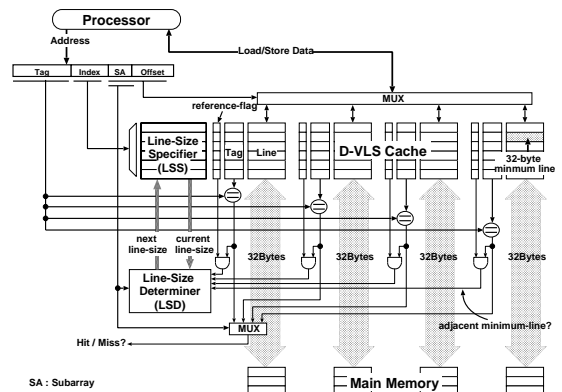 Processor
Address
Load/Store Data
Tag Index SA Offset
reference-flag
MUX
Line-Size
Specifier
(LSS)
Tag
Line
D-VLS Cache
32-byte
minmum line
next
line-size
current
line-size
32Bytes
32Bytes
32Bytes
32Bytes
Line-Size
Determiner
(LSD)
MUX
adjacent minimum-line?
Hit / Miss?
SA : Subarray
Main Memory